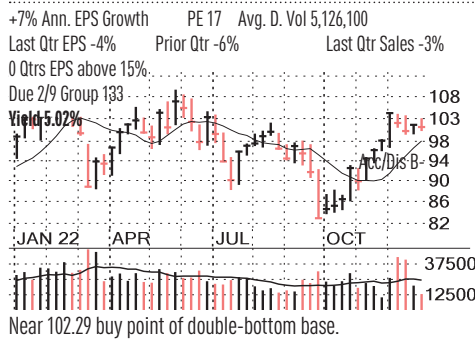 +7% Ann. EPS Growth PE 17 Avg. D. Vol 5,126,100
Last Qtr EPS -4% Prior Qtr -6% Last Qtr Sales -3%
0 Qtrs EPS above 15%
Due 2/9 Group 133
Yield 5.02%
108
103
98
Acc/Dis B-
94
90
86
82
JAN 22 APR JUL OCT
37500
12500
Near 102.29 buy point of double-bottom base.